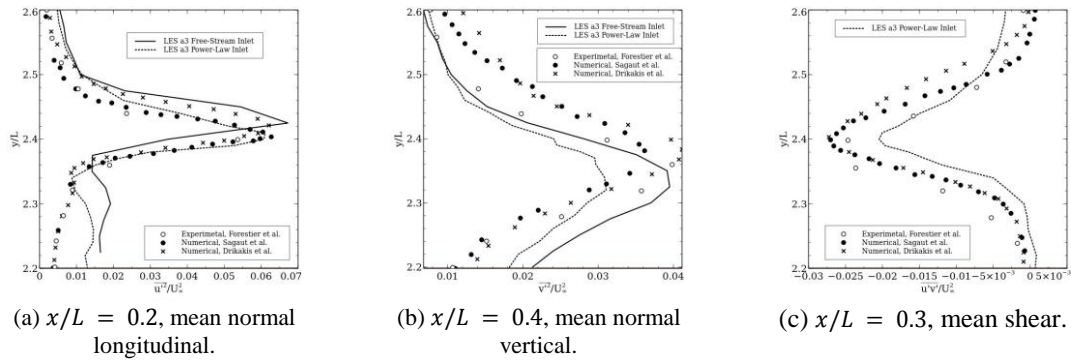 2.6
2.5
2.4
2.3
2.2
y/L
0
0.01
0.02
0.03
0.04
0.05
0.06
0.07
u'²/U²∞
LES a3 Free-Stream Inlet
LES a3 Power-Law Inlet
Experimetal, Forestier et al.
Numerical, Sagaut et al.
Numerical, Drikakis et al.
(a) x/L = 0.2, mean normal
longitudinal.
2.6
2.5
2.4
2.3
2.2
y/L
0.01
0.02
0.03
0.04
v'²/U²∞
LES a3 Free-Stream Inlet
LES a3 Power-Law Inlet
Experimetal, Forestier et al.
Numerical, Sagaut et al.
Numerical, Drikakis et al.
(b) x/L = 0.4, mean normal
vertical.
2.6
2.5
2.4
2.3
2.2
y/L
-0.03
-0.025
-0.02
-0.015
-0.01
-5×10⁻³
0
5×10⁻³
u'v'/U²∞
LES a3 Power-Law Inlet
Experimetal, Forestier et al.
Numerical, Sagaut et al.
Numerical, Drikakis et al.
(c) x/L = 0.3, mean shear.